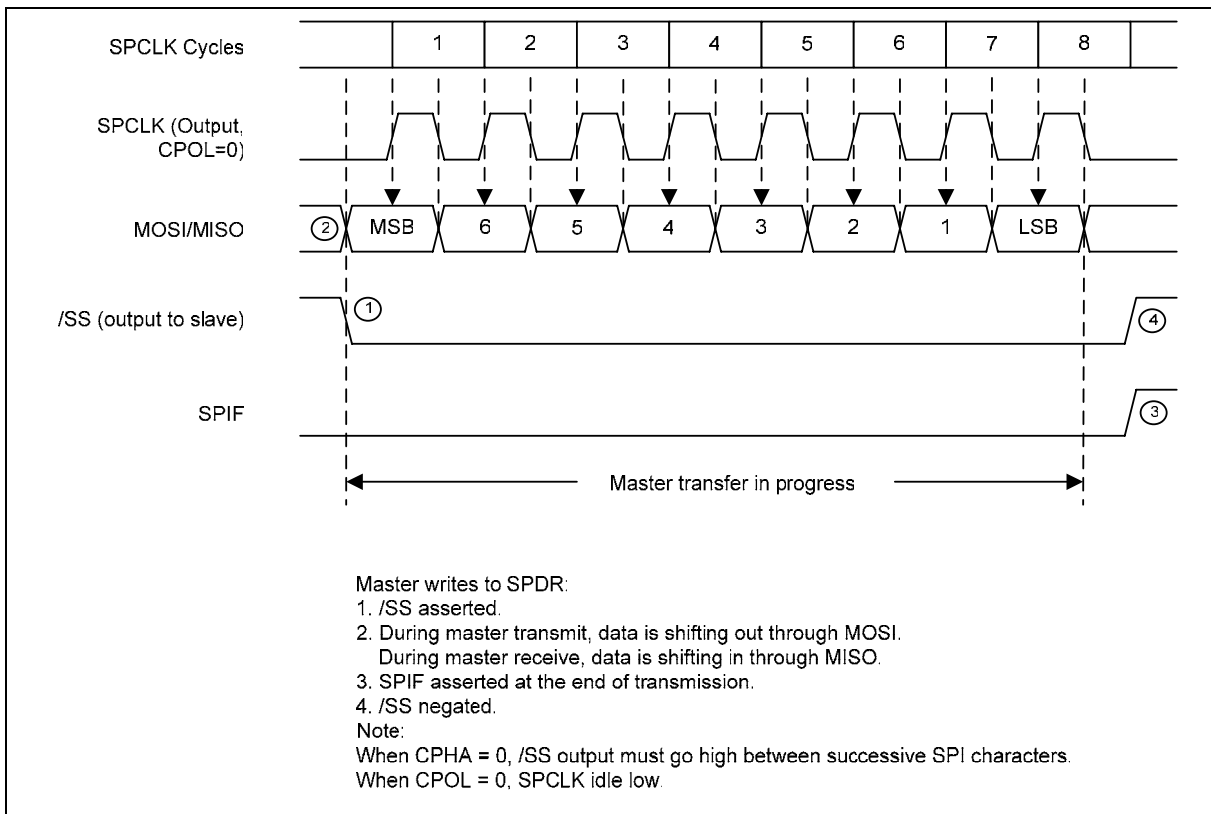 SPCLK Cycles
1 2 3 4 5 6 7 8
SPCLK (Output,
CPOL=0)
MOSI/MISO
2 MSB 6 5 4 3 2 1 LSB
/SS (output to slave)
1
4
SPIF
3
Master transfer in progress
Master writes to SPDR:
1. /SS asserted.
2. During master transmit, data is shifting out through MOSI.
During master receive, data is shifting in through MISO.
3. SPIF asserted at the end of transmission.
4. /SS negated.
Note:
When CPHA = 0, /SS output must go high between successive SPI characters.
When CPOL = 0, SPCLK idle low.